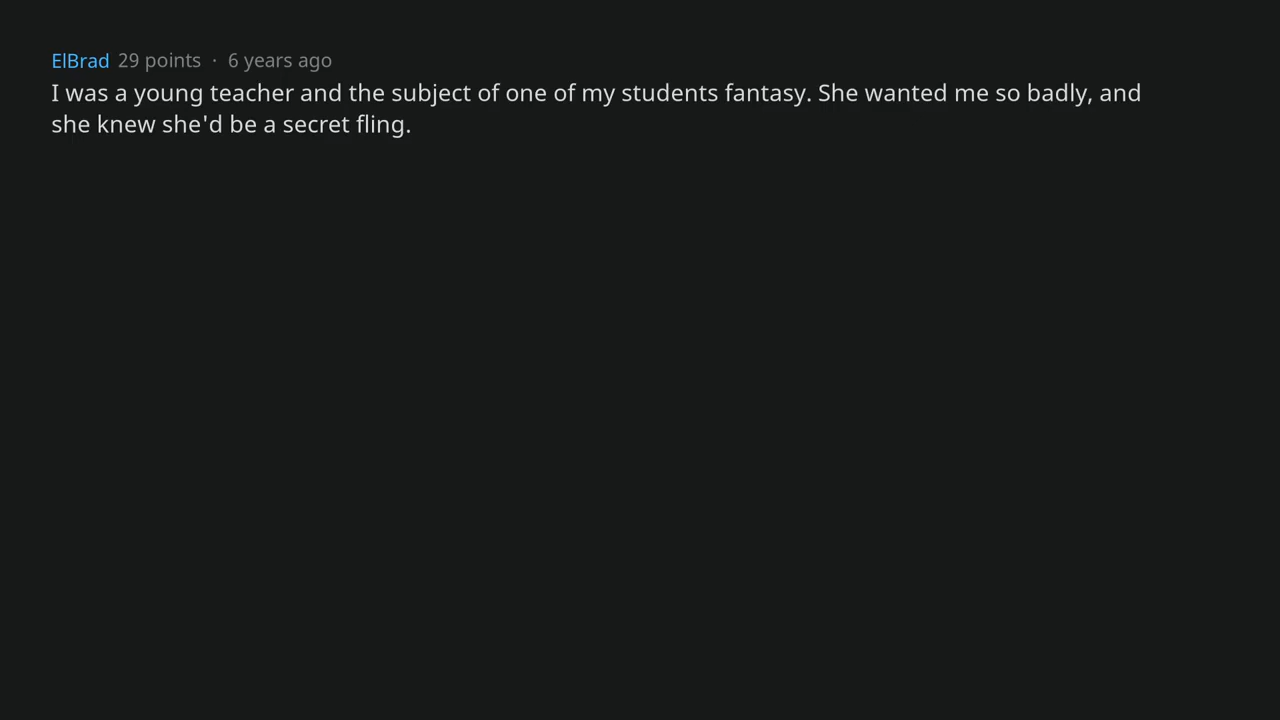 ElBrad 29 points · 6 years ago
I was a young teacher and the subject of one of my students fantasy. She wanted me so badly, and
she knew she'd be a secret fling.